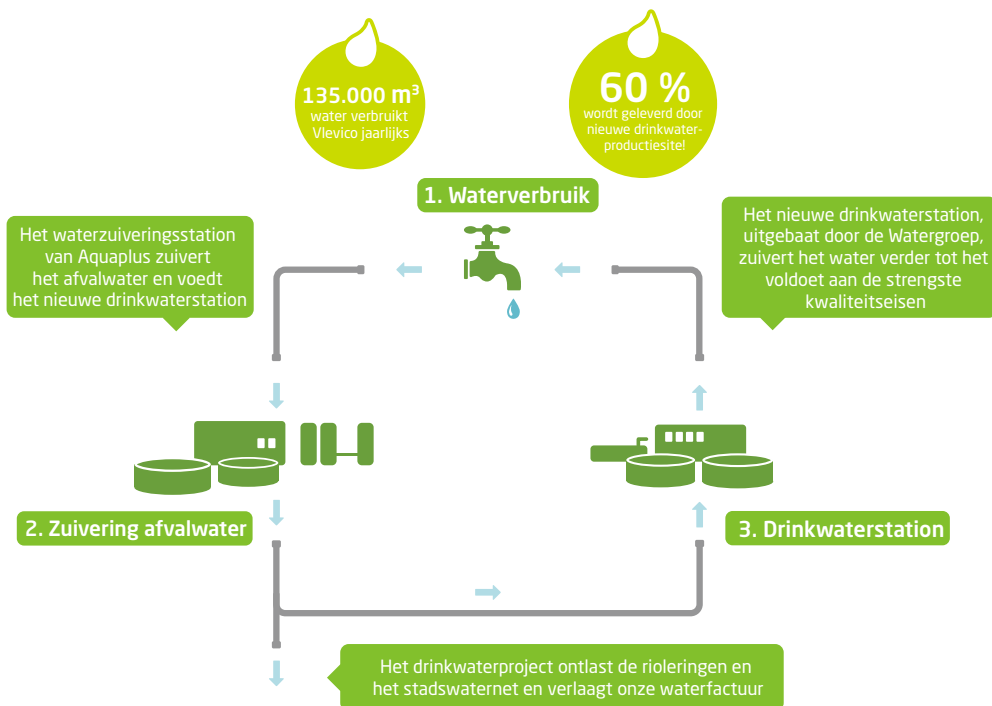 135.000 m³
water verbruikt
Vlevico jaarlijks
60 %
wordt geleverd door
nieuwe drinkwater-
productiesite!
1. Waterverbruik
Het waterzuiveringsstation
van Aquaplus zuivert
het afvalwater en voedt
het nieuwe drinkwaterstation
Het nieuwe drinkwaterstation,
uitgebaat door de Watergroep,
zuivert het water verder tot het
voldoet aan de strengste
kwaliteitseisen
2. Zuivering afvalwater
3. Drinkwaterstation
Het drinkwaterproject ontlast de rioleringen en
het stadswaternet en verlaagt onze waterfactuur